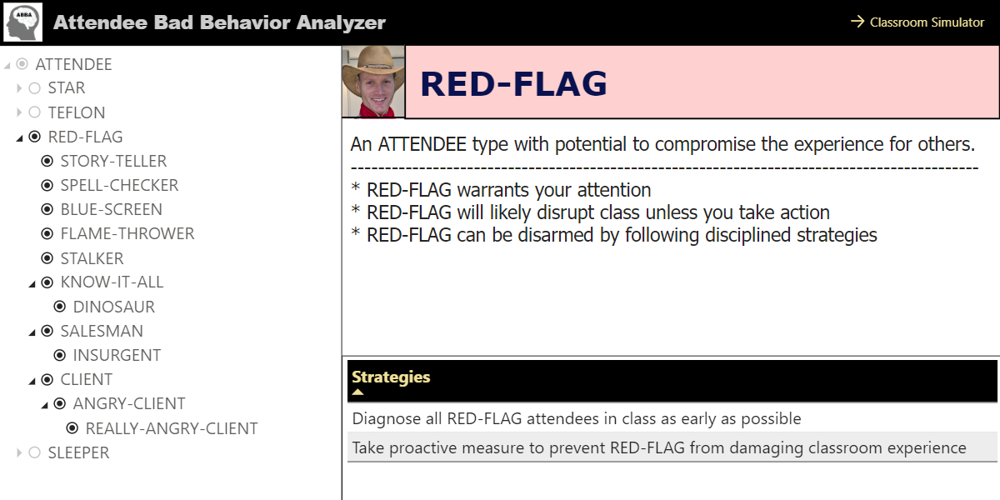 ABBA
Attendee Bad Behavior Analyzer
Classroom Simulator
ATTENDEE
STAR
TEFLON
RED-FLAG
STORY-TELLER
SPELL-CHECKER
BLUE-SCREEN
FLAME-THROWER
STALKER
KNOW-IT-ALL
DINOSAUR
SALESMAN
INSURGENT
CLIENT
ANGRY-CLIENT
REALLY-ANGRY-CLIENT
SLEEPER
RED-FLAG
An ATTENDEE type with potential to compromise the experience for others.
--------------------------------------------------------------------------------------------
* RED-FLAG warrants your attention
* RED-FLAG will likely disrupt class unless you take action
* RED-FLAG can be disarmed by following disciplined strategies
Strategies
Diagnose all RED-FLAG attendees in class as early as possible
Take proactive measure to prevent RED-FLAG from damaging classroom experience